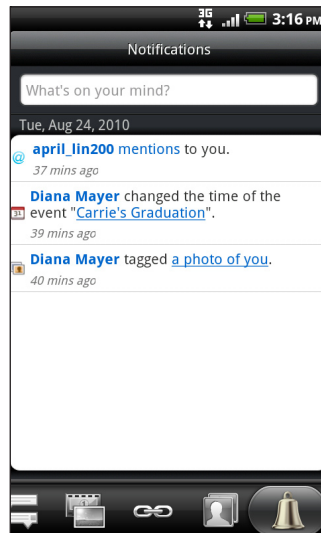 3G 3:16 PM
Notifications
What's on your mind?
Tue, Aug 24, 2010
@ april_lin200 mentions to you.
37 mins ago
Diana Mayer changed the time of the
31 event "Carrie's Graduation".
39 mins ago
Diana Mayer tagged a photo of you.
40 mins ago